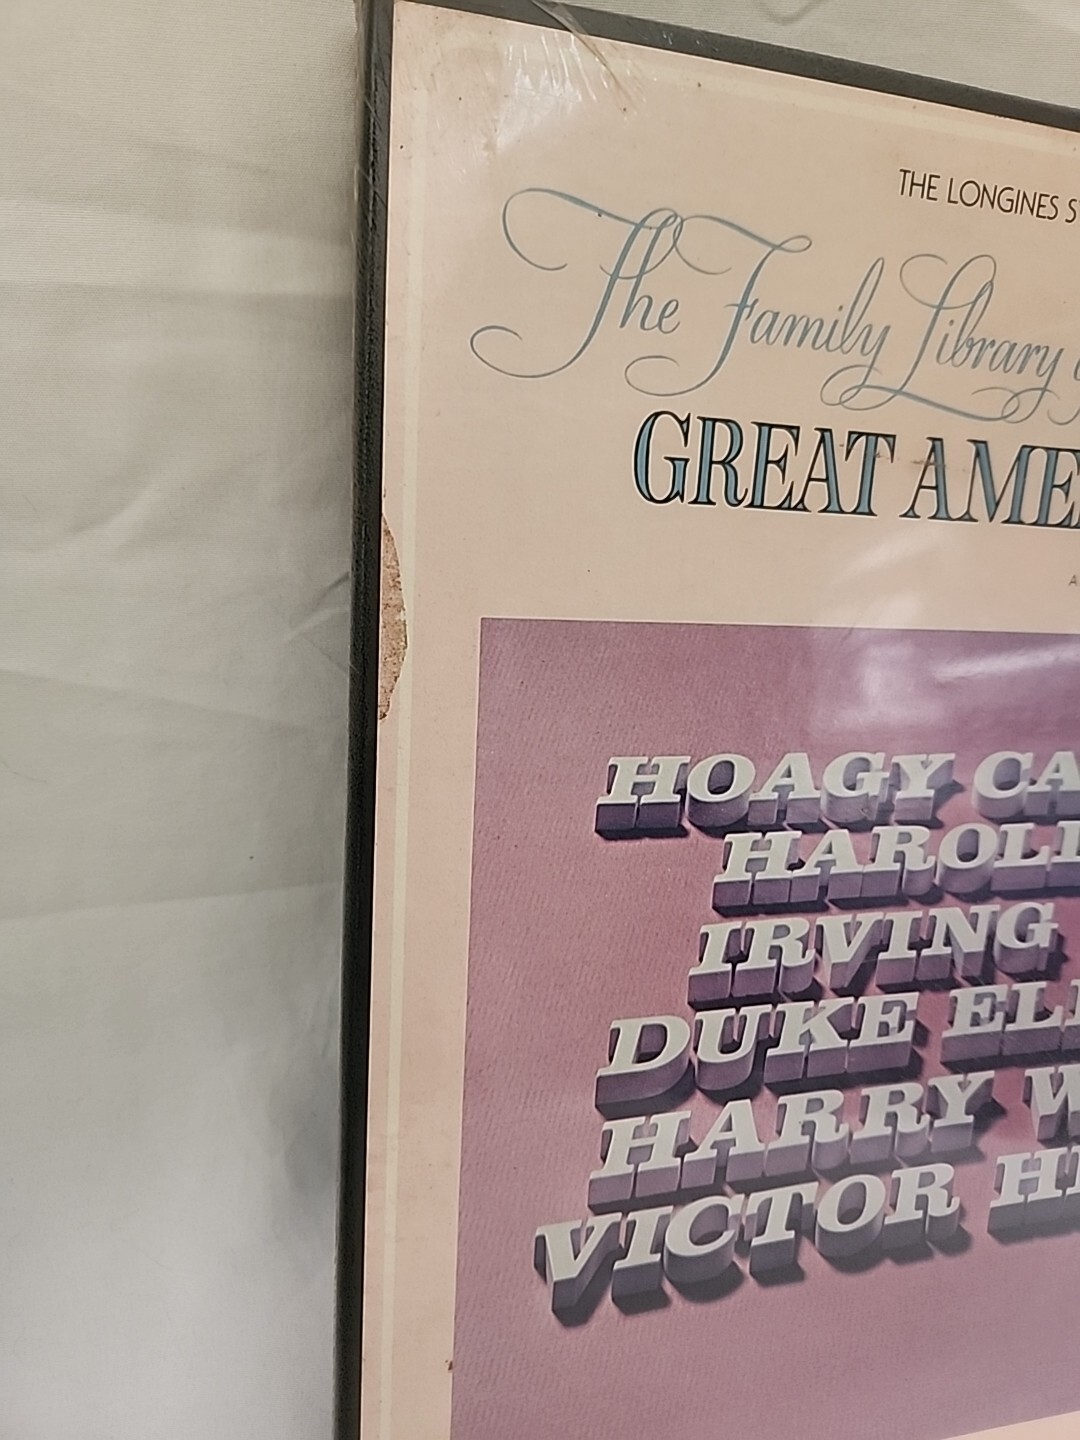 THE LONGINES S
The Family Library
GREAT AME
A
HOAGY CA
HAROL
IRVING
DUKE EL
HARRY W
VICTOR H